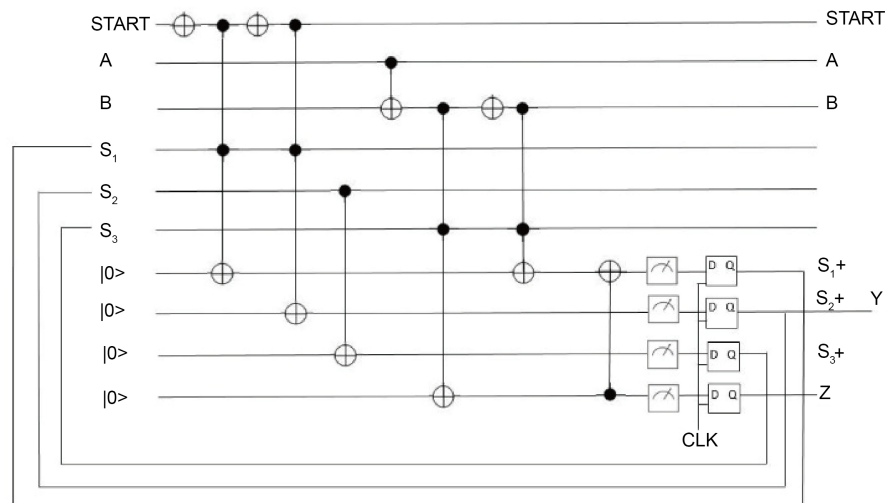 START START
A A
B B
S₁
S₂
S₃
|0> D Q S₁+
|0> D Q S₂+ Y
|0> D Q S₃+
|0> D Q Z
CLK